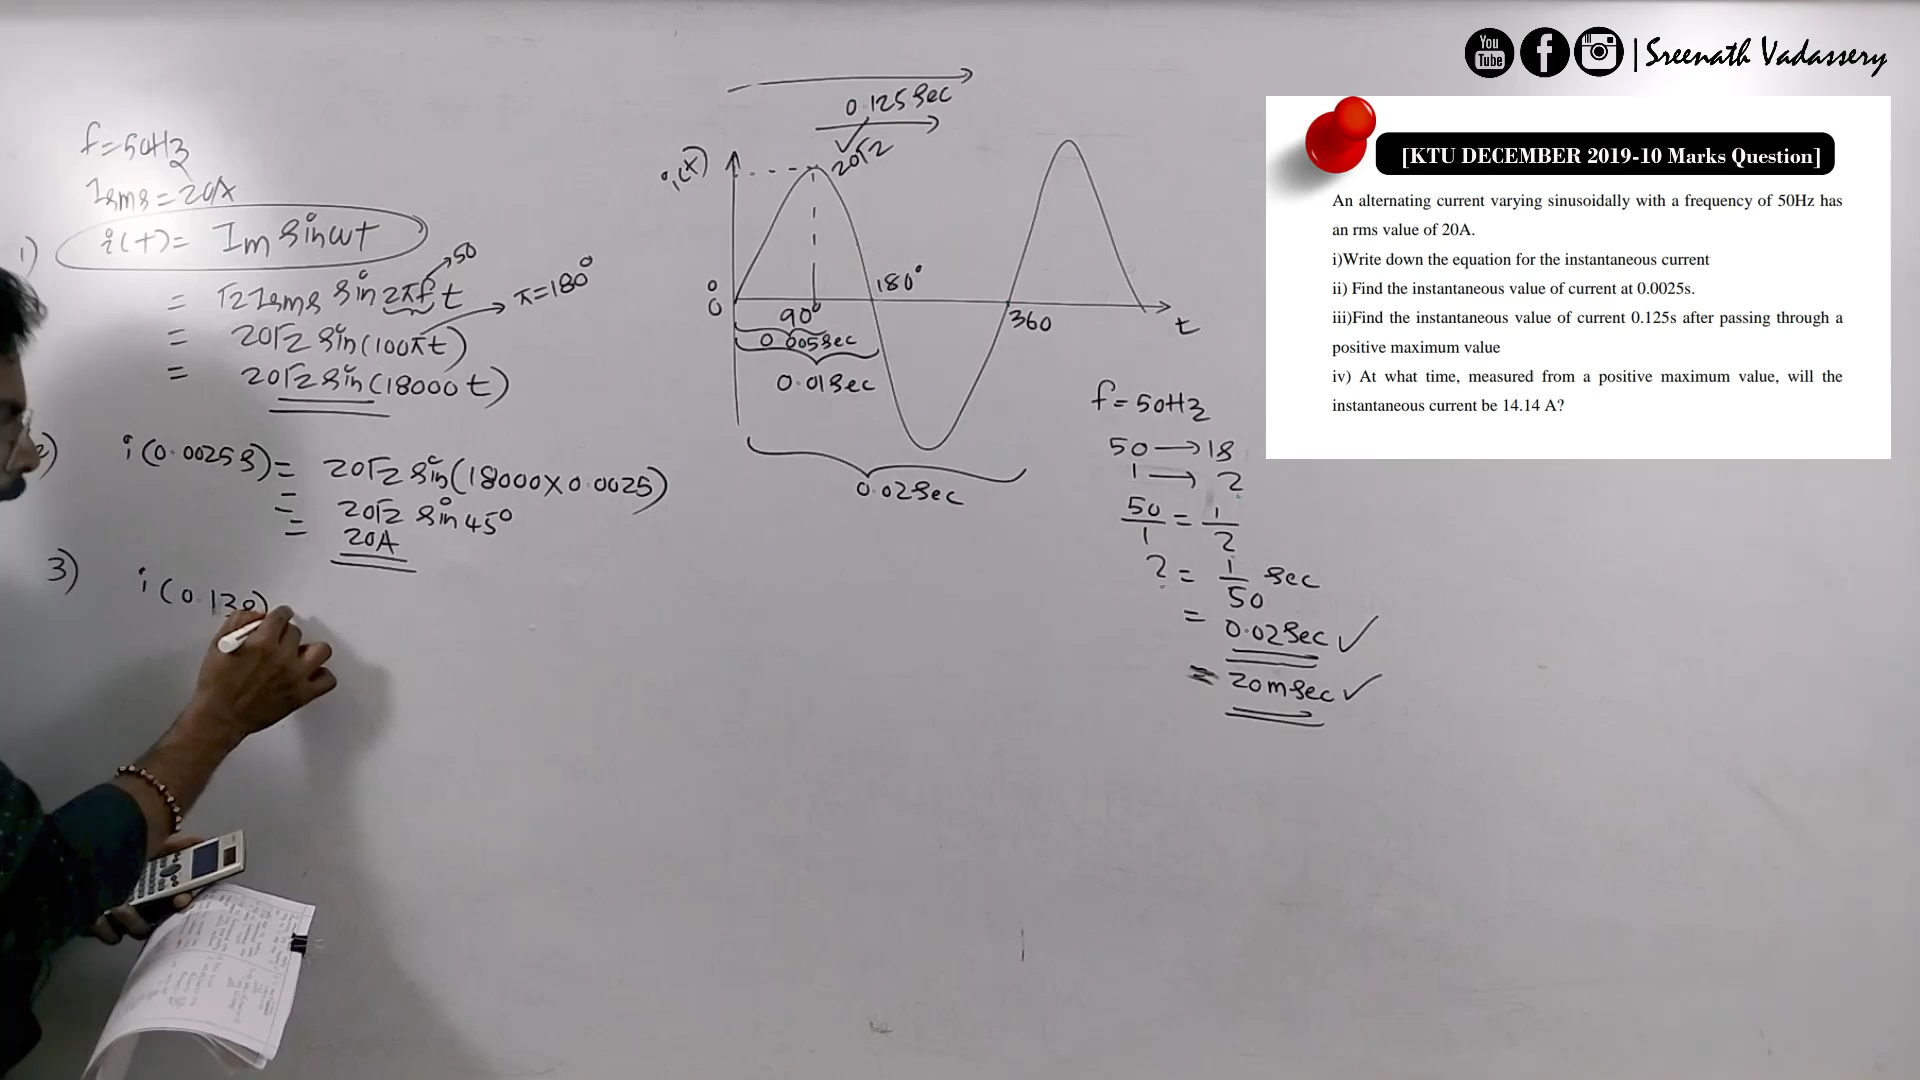 You
Tube
f
| Sreenath Vadassery
[KTU DECEMBER 2019-10 Marks Question]
An alternating current varying sinusoidally with a frequency of 50Hz has
an rms value of 20A.
i)Write down the equation for the instantaneous current
ii) Find the instantaneous value of current at 0.0025s.
iii)Find the instantaneous value of current 0.125s after passing through a
positive maximum value
iv) At what time, measured from a positive maximum value, will the
instantaneous current be 14.14 A?
f=50Hz
Irms = 20A
1) i(t)= Im sinωt
= √2 Irms sin 2πf t → 50
= 20√2 sin(100πt) → π=180°
= 20√2 sin(18000 t)
2) i(0.0025s)= 20√2 sin(18000×0.0025)
= 20√2 sin 45°
= 20A
3) i(0.13s)
0.125 sec
20√2
0
0
90°
180°
360
t
0.005sec
0.01sec
0.02sec
f=50Hz
50 → 1s
1 → ?
50/1 = 1/?
? = 1/50 sec
= 0.02sec ✓
= 20msec ✓